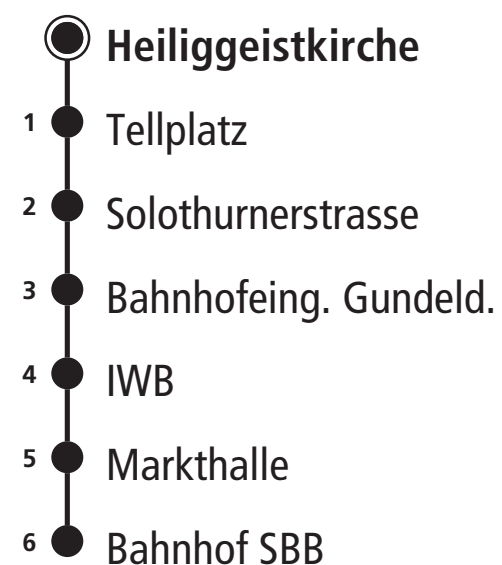 Heiliggeistkirche
1 Tellplatz
2 Solothurnerstrasse
3 Bahnhofeing. Gundeld.
4 IWB
5 Markthalle
6 Bahnhof SBB